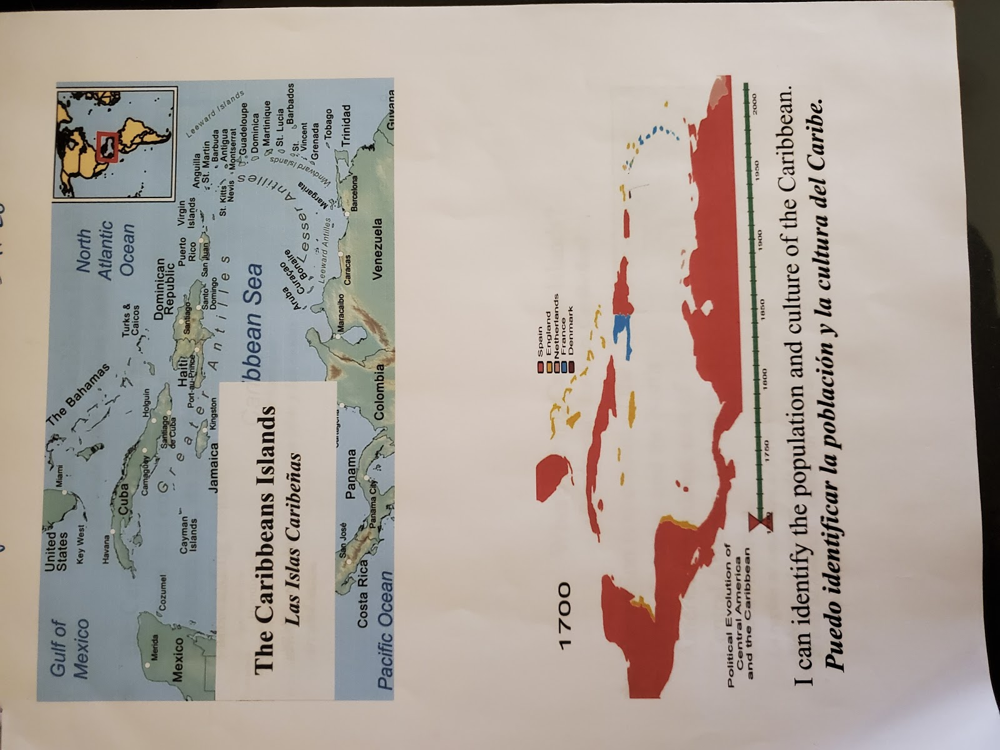 Gulf of
Mexico
United
States
Miami
Key West
The Bahamas
North
Atlantic
Ocean
Havana
Cuba
Camagüey
Holguin
Santiago
de Cuba
Turks &
Caicos
Cayman
Islands
Cozumel
Merida
Mexico
Jamaica
Kingston
Haiti
Port-au-Prince
Dominican
Republic
Santiago
Santo
Domingo
Puerto
Rico
San Juan
Virgin
Islands
Greater Antilles
Anguilla
St. Martin
Barbuda
St. Kitts
Antigua
Nevis
Montserrat
Guadeloupe
Dominica
Martinique
St. Lucia
Barbados
St.
Vincent
Grenada
Tobago
Trinidad
Leeward Islands
Windward Islands
Lesser Antilles
Leeward Antilles
Aruba
Curaçao
Bonaire
Margarita
bbean Sea
The Caribbeans Islands
Las Islas Caribeñas
Pacific Ocean
Costa Rica
San José
Panama
Panama City
Colombia
Maracaibo
Caracas
Barcelona
Venezuela
Guyana
1700
Spain
England
Netherlands
France
Denmark
Political Evolution of
Central America
and the Caribbean
1750
1800
1850
1900
1950
2000
I can identify the population and culture of the Caribbean.
Puedo identificar la población y la cultura del Caribe.